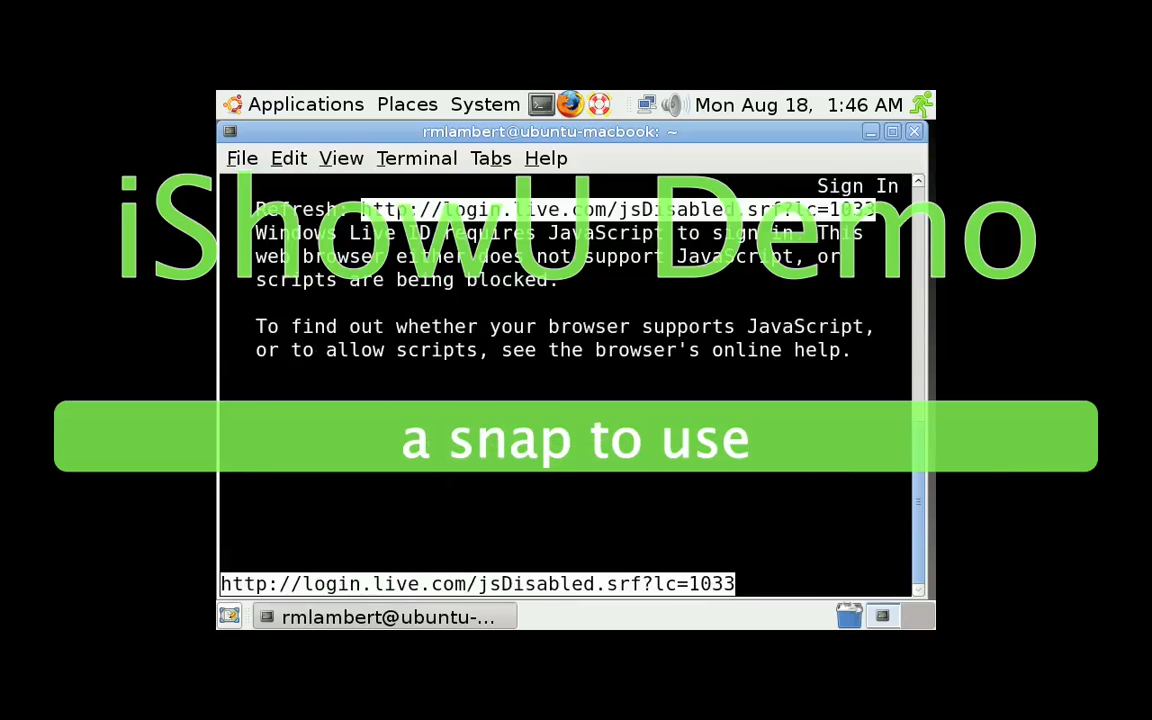 Applications Places System Mon Aug 18, 1:46 AM
rmlambert@ubuntu-macbook: ~
File Edit View Terminal Tabs Help
Sign In
iShowU Demo
Refresh: http://login.live.com/jsDisabled.srf?lc=1033
Windows Live ID requires JavaScript to sign in. This
web browser either does not support JavaScript, or
scripts are being blocked.
To find out whether your browser supports JavaScript,
or to allow scripts, see the browser's online help.
a snap to use
http://login.live.com/jsDisabled.srf?lc=1033
rmlambert@ubuntu-...